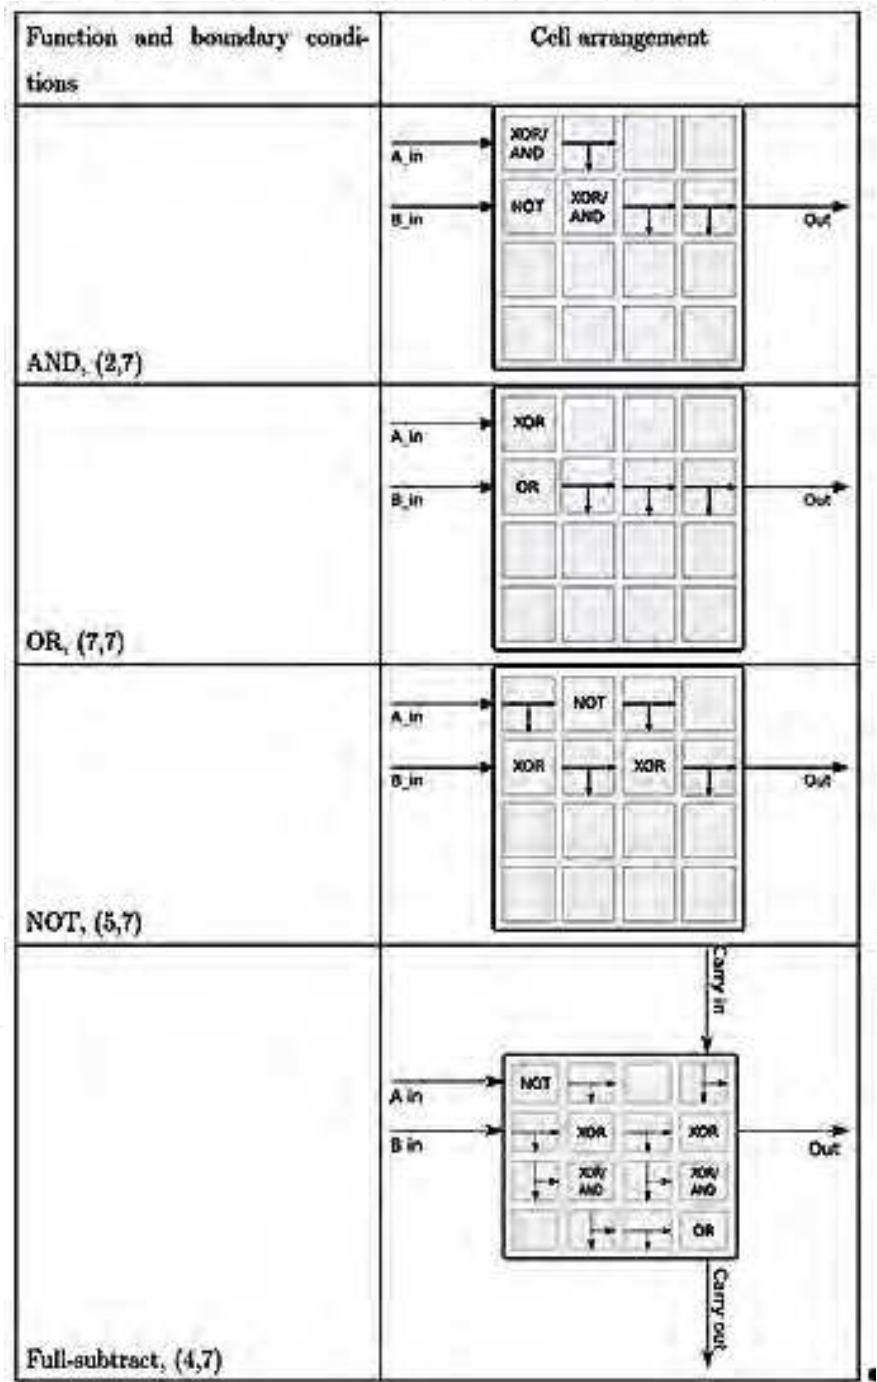 Function and boundary condi-
tions
Cell arrangement
A_in
XOR/
AND
B_in
NOT
XOR/
AND
Out
AND, (2,7)
A_in
XOR
B_in
OR
Out
OR, (7,7)
A_in
NOT
B_in
XOR
XOR
Out
NOT, (5,7)
Carry in
A in
NOT
B in
XOR
XOR
Out
XOR/
AND
XOR/
AND
OR
Carry out
Full-subtract, (4,7)